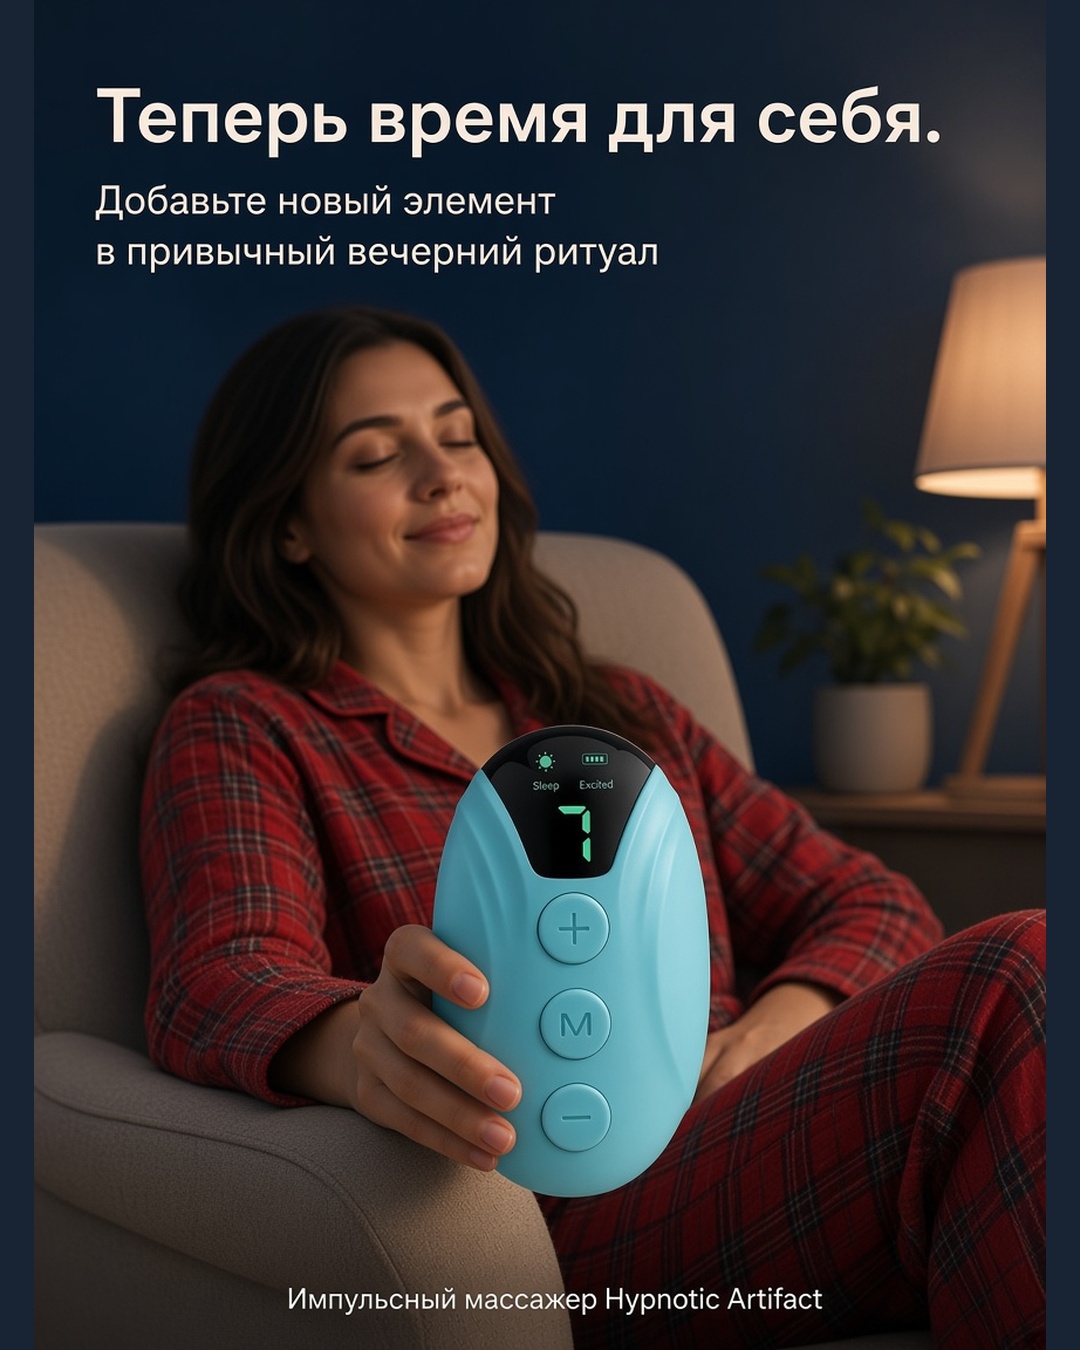 Теперь время для себя.
Добавьте новый элемент
в привычный вечерний ритуал
Sleep Excited
7
+
M
−
Импульсный массажер Hypnotic Artifact